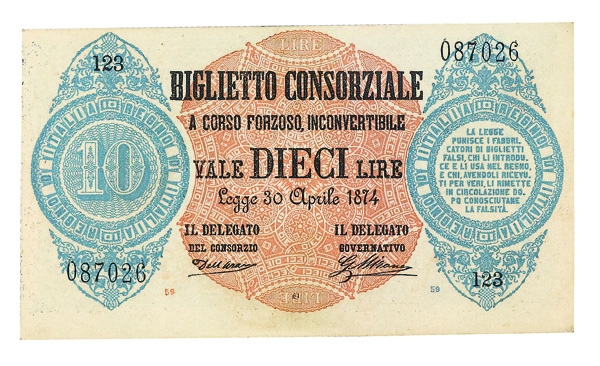 LIRE
123
087026
BIGLIETTO CONSORZIALE
A CORSO FORZOSO, INCONVERTIBILE
VALE DIECI LIRE
Legge 30 Aprile 1874
IL DELEGATO
DEL CONSORZIO
IL DELEGATO
GOVERNATIVO
10
REGNO D'ITALIA
LA LEGGE
PUNISCE I FABBRI.
CATORI DI BIGLIETTI
FALSI, CHI LI INTRODU.
CE E LI USA NEL REGNO,
E CHI, AVENDOLI RICEVU.
TI PER VERI, LI RIMETTE
IN CIRCOLAZIONE DO.
PO CONOSCIUTANE
LA FALSITÀ.
087026
123
59
59
LIRE